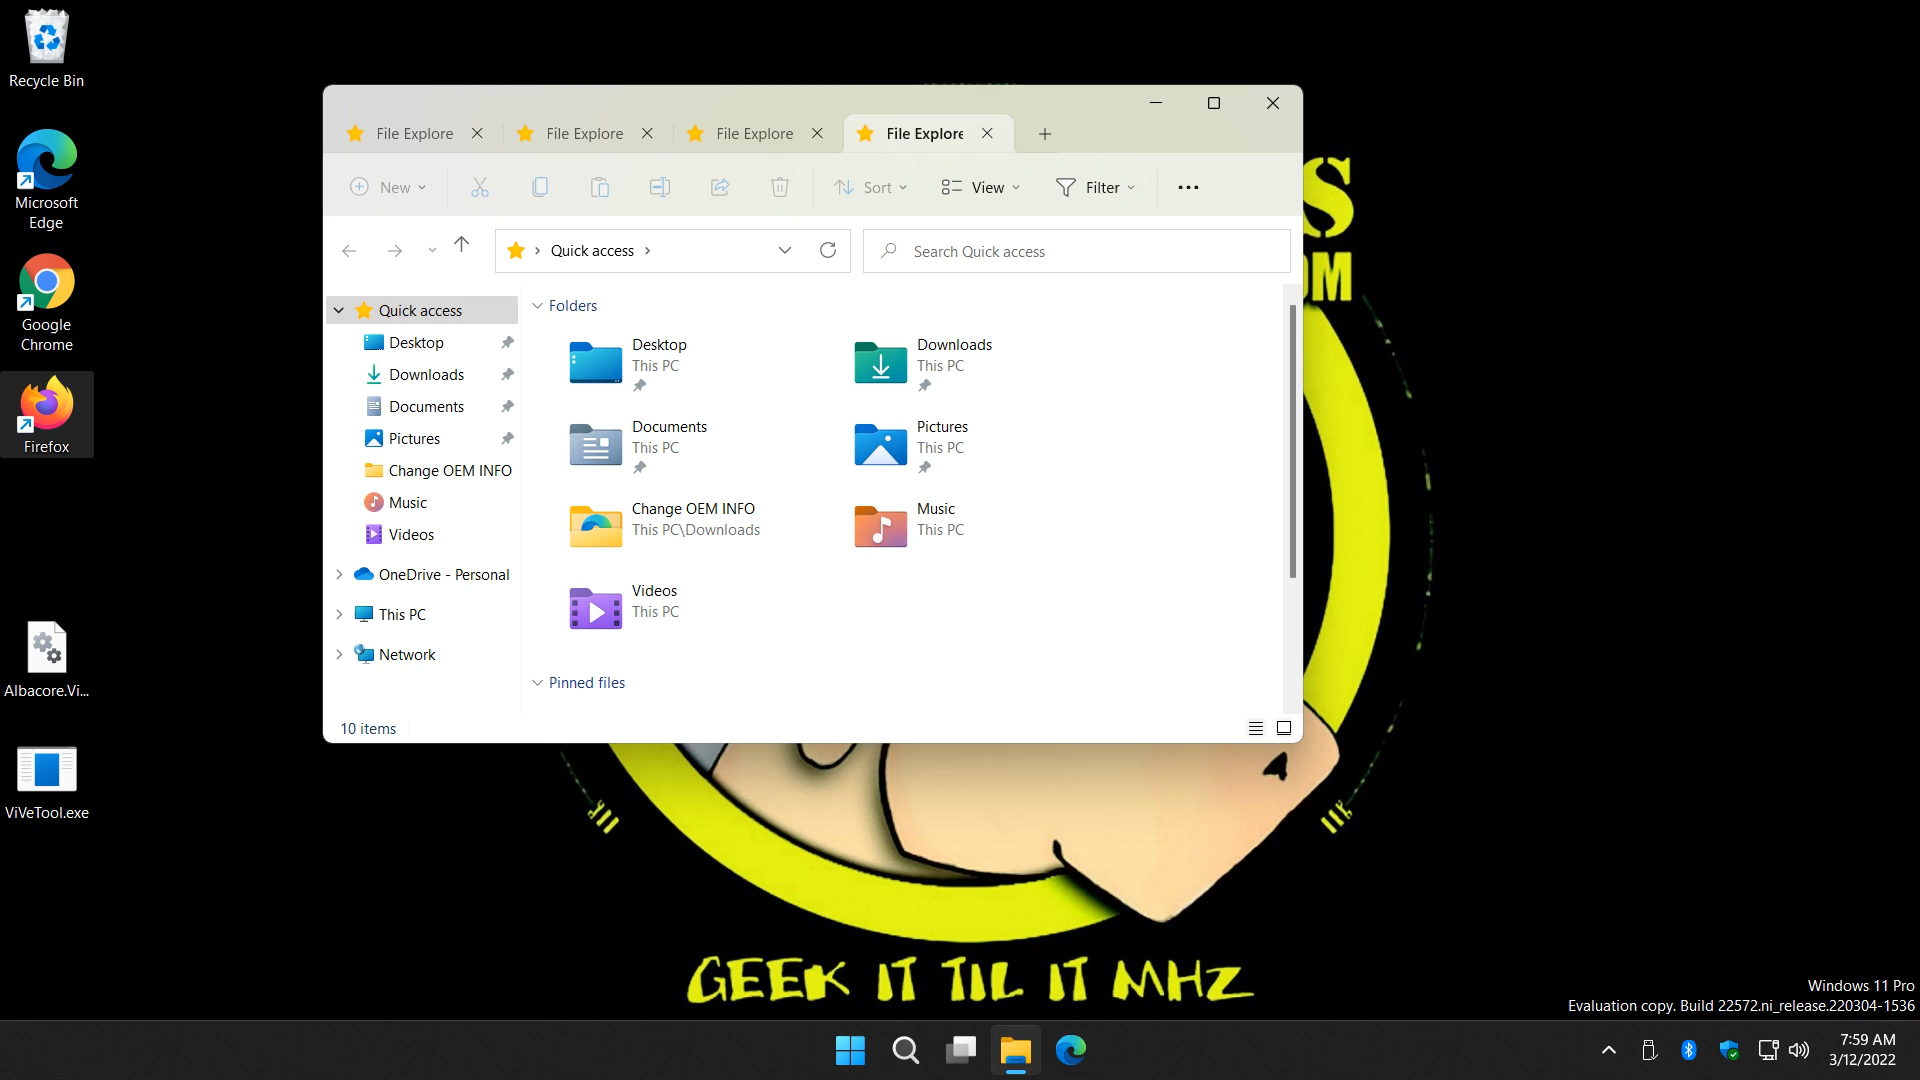 Recycle Bin
Microsoft
Edge
Google
Chrome
Firefox
Albacore.Vi...
ViVeTool.exe
File Explore
File Explore
File Explore
File Explore
New
Sort
View
Filter
Quick access
Search Quick access
Quick access
Desktop
Downloads
Documents
Pictures
Change OEM INFO
Music
Videos
OneDrive - Personal
This PC
Network
Folders
Desktop
This PC
Downloads
This PC
Documents
This PC
Pictures
This PC
Change OEM INFO
This PC\Downloads
Music
This PC
Videos
This PC
Pinned files
10 items
S
OM
GEEK IT TIL IT MHZ
Windows 11 Pro
Evaluation copy. Build 22572.ni_release.220304-1536
7:59 AM
3/12/2022